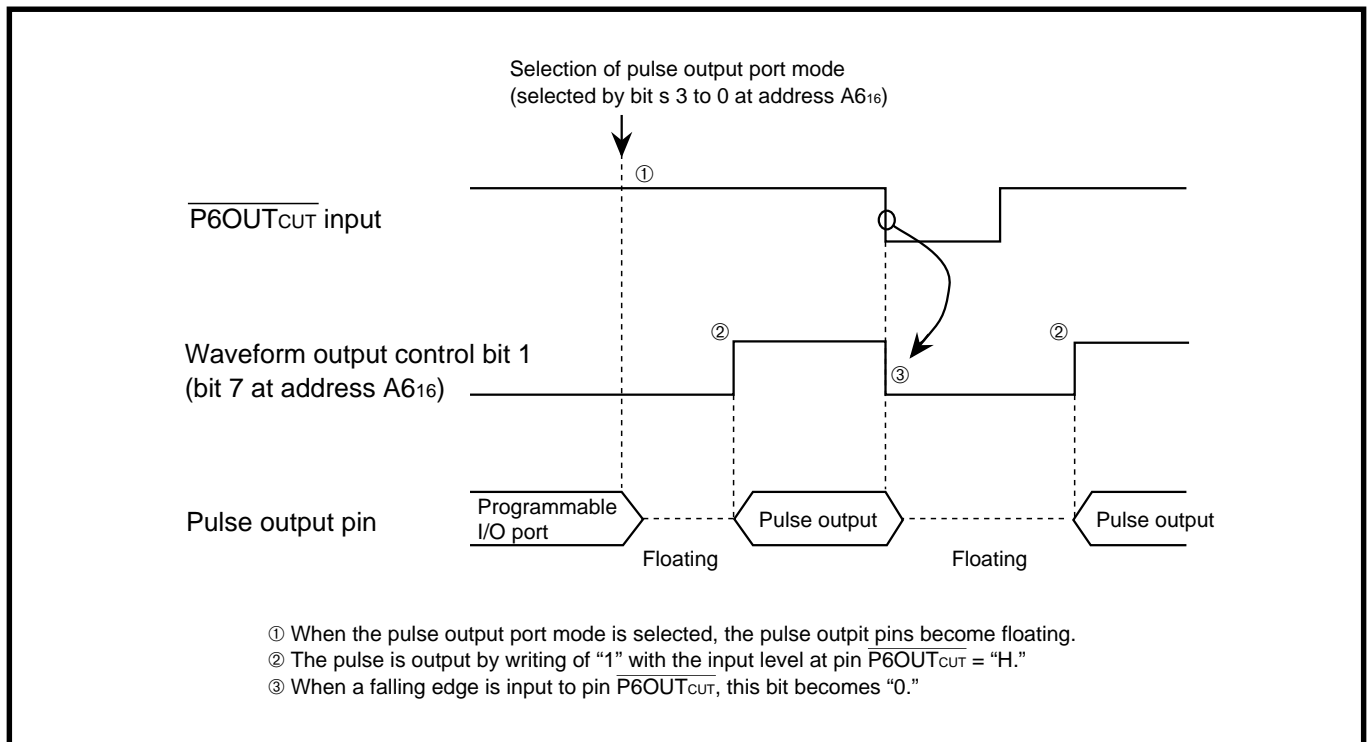 Selection of pulse output port mode
(selected by bit s 3 to 0 at address A616)
①
P6OUTCUT input
②
②
Waveform output control bit 1
(bit 7 at address A616)
③
Programmable
I/O port
Pulse output pin
Pulse output
Pulse output
Floating
Floating
① When the pulse output port mode is selected, the pulse outpit pins become floating.
② The pulse is output by writing of “1” with the input level at pin P6OUTCUT = “H.”
③ When a falling edge is input to pin P6OUTCUT, this bit becomes “0.”